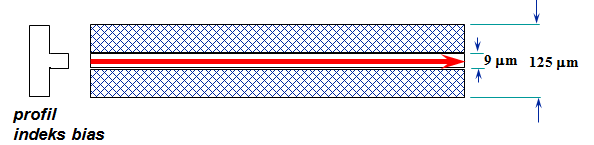 9 µm
125 µm
profil
indeks bias